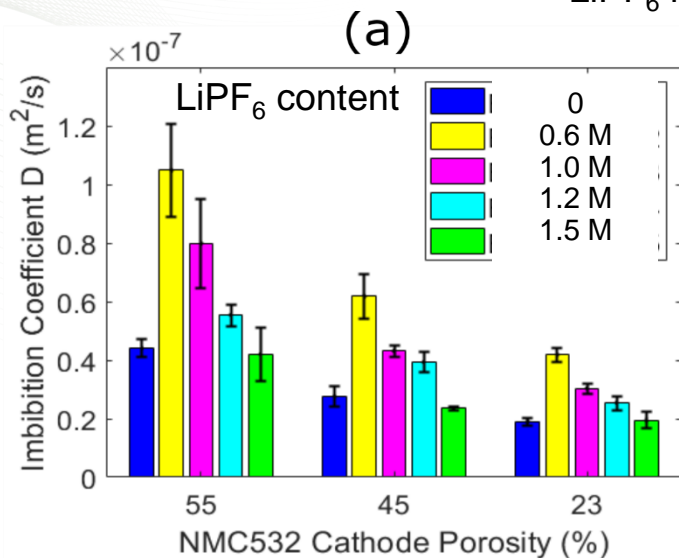 (a)
×10⁻⁷
Imbibition Coefficient D (m²/s)
1.2
1
0.8
0.6
0.4
0.2
0
LiPF₆ content
0
0.6 M
1.0 M
1.2 M
1.5 M
55
45
23
NMC532 Cathode Porosity (%)